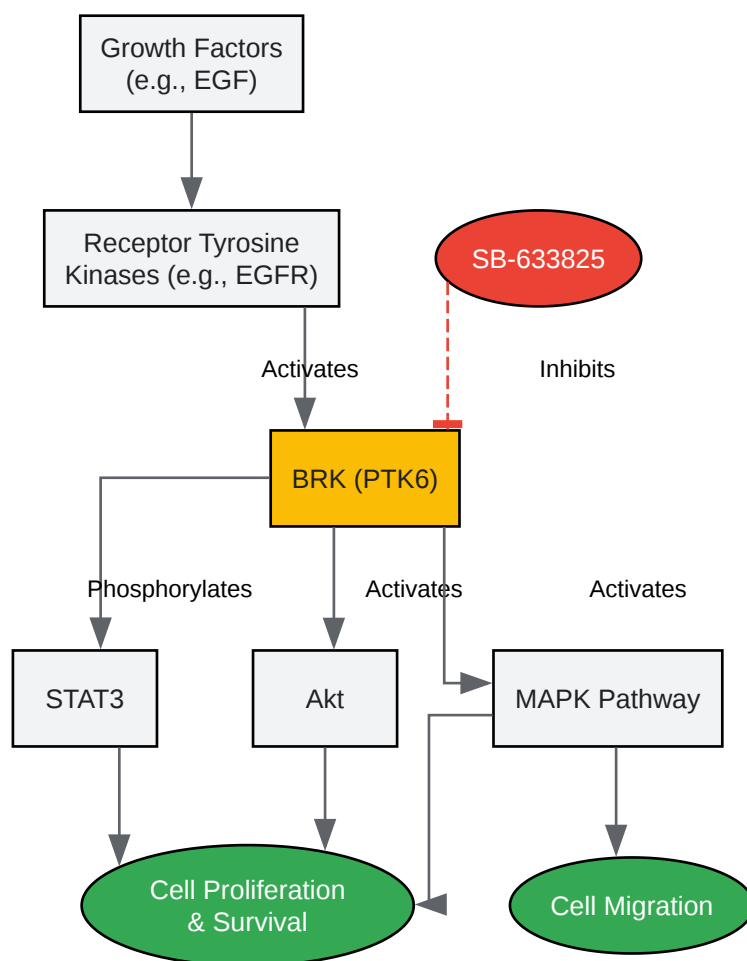 Growth Factors
(e.g., EGF)
Receptor Tyrosine
Kinases (e.g., EGFR)
SB-633825
Activates
Inhibits
BRK (PTK6)
Phosphorylates
Activates
Activates
STAT3
Akt
MAPK Pathway
Cell Proliferation
& Survival
Cell Migration